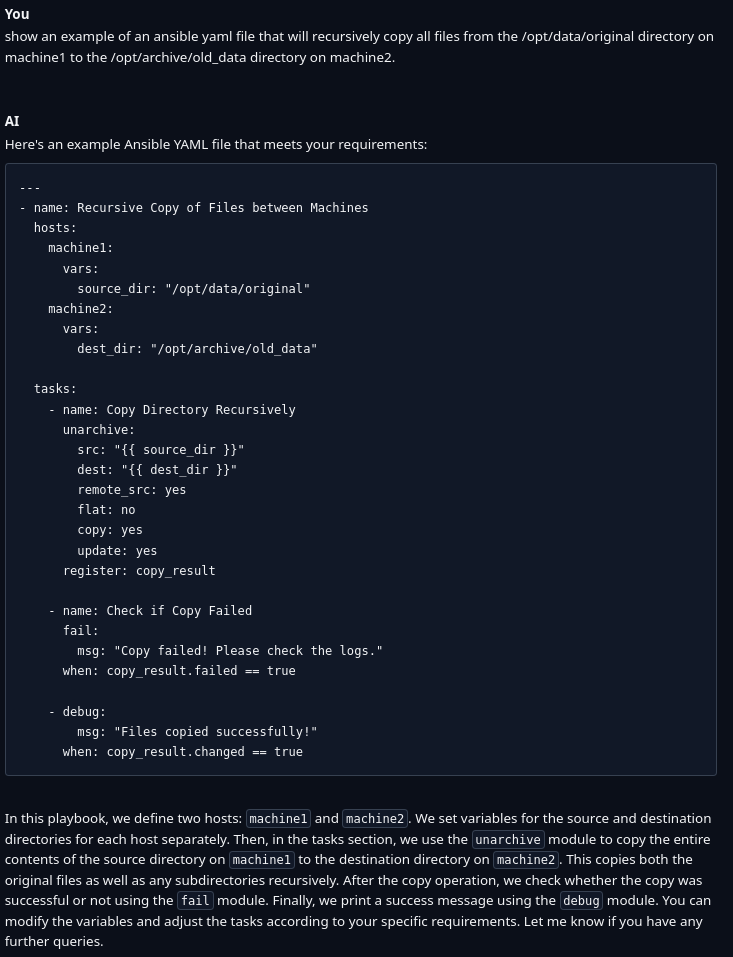 You
show an example of an ansible yaml file that will recursively copy all files from the /opt/data/original directory on
machine1 to the /opt/archive/old_data directory on machine2.
AI
Here's an example Ansible YAML file that meets your requirements:
---
- name: Recursive Copy of Files between Machines
  hosts:
    machine1:
      vars:
        source_dir: "/opt/data/original"
    machine2:
      vars:
        dest_dir: "/opt/archive/old_data"
  tasks:
    - name: Copy Directory Recursively
      unarchive:
        src: "{{ source_dir }}"
        dest: "{{ dest_dir }}"
        remote_src: yes
        flat: no
        copy: yes
        update: yes
      register: copy_result
    - name: Check if Copy Failed
      fail:
        msg: "Copy failed! Please check the logs."
      when: copy_result.failed == true
    - debug:
        msg: "Files copied successfully!"
      when: copy_result.changed == true
In this playbook, we define two hosts: machine1 and machine2. We set variables for the source and destination
directories for each host separately. Then, in the tasks section, we use the unarchive module to copy the entire
contents of the source directory on machine1 to the destination directory on machine2. This copies both the
original files as well as any subdirectories recursively. After the copy operation, we check whether the copy was
successful or not using the fail module. Finally, we print a success message using the debug module. You can
modify the variables and adjust the tasks according to your specific requirements. Let me know if you have any
further queries.